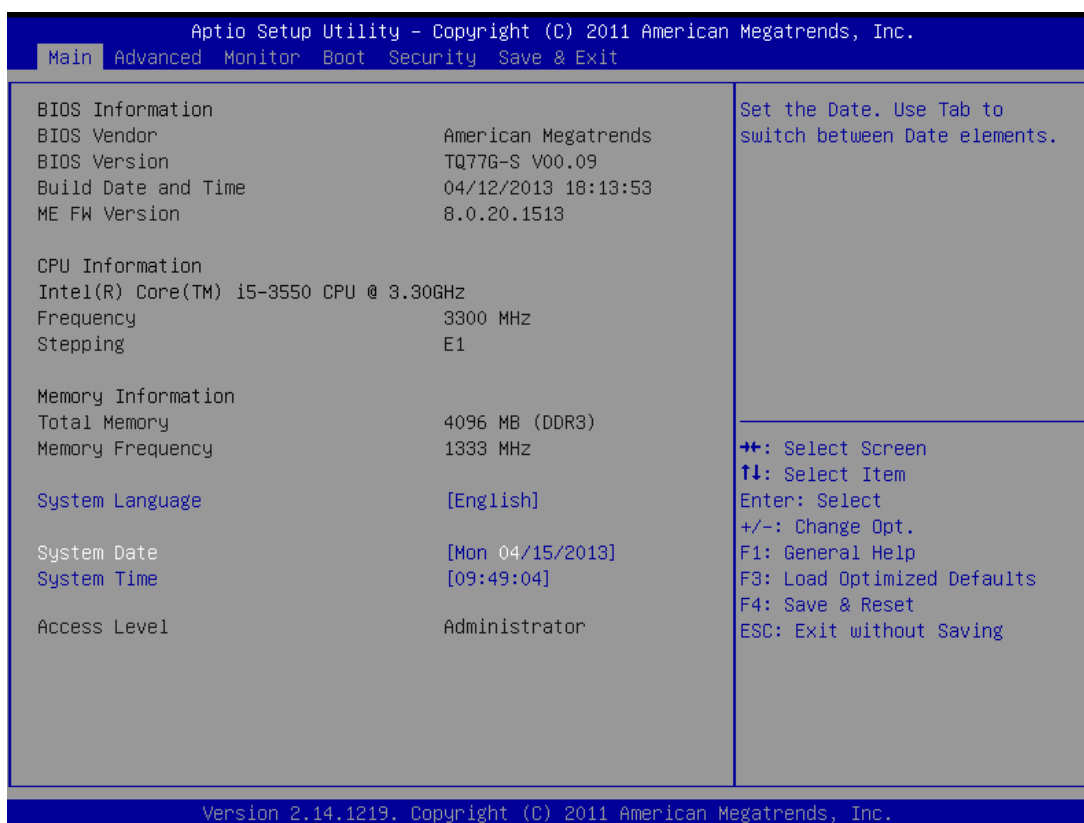 Aptio Setup Utility – Copyright (C) 2011 American Megatrends, Inc.
Main Advanced Monitor Boot Security Save & Exit
BIOS Information
BIOS Vendor American Megatrends
BIOS Version TQ77G-S V00.09
Build Date and Time 04/12/2013 18:13:53
ME FW Version 8.0.20.1513
CPU Information
Intel(R) Core(TM) i5-3550 CPU @ 3.30GHz
Frequency 3300 MHz
Stepping E1
Memory Information
Total Memory 4096 MB (DDR3)
Memory Frequency 1333 MHz
System Language [English]
System Date [Mon 04/15/2013]
System Time [09:49:04]
Access Level Administrator
Set the Date. Use Tab to
switch between Date elements.
→←: Select Screen
↑↓: Select Item
Enter: Select
+/-: Change Opt.
F1: General Help
F3: Load Optimized Defaults
F4: Save & Reset
ESC: Exit without Saving
Version 2.14.1219. Copyright (C) 2011 American Megatrends, Inc.